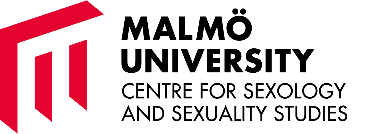 MALMÖ
UNIVERSITY
CENTRE FOR SEXOLOGY
AND SEXUALITY STUDIES